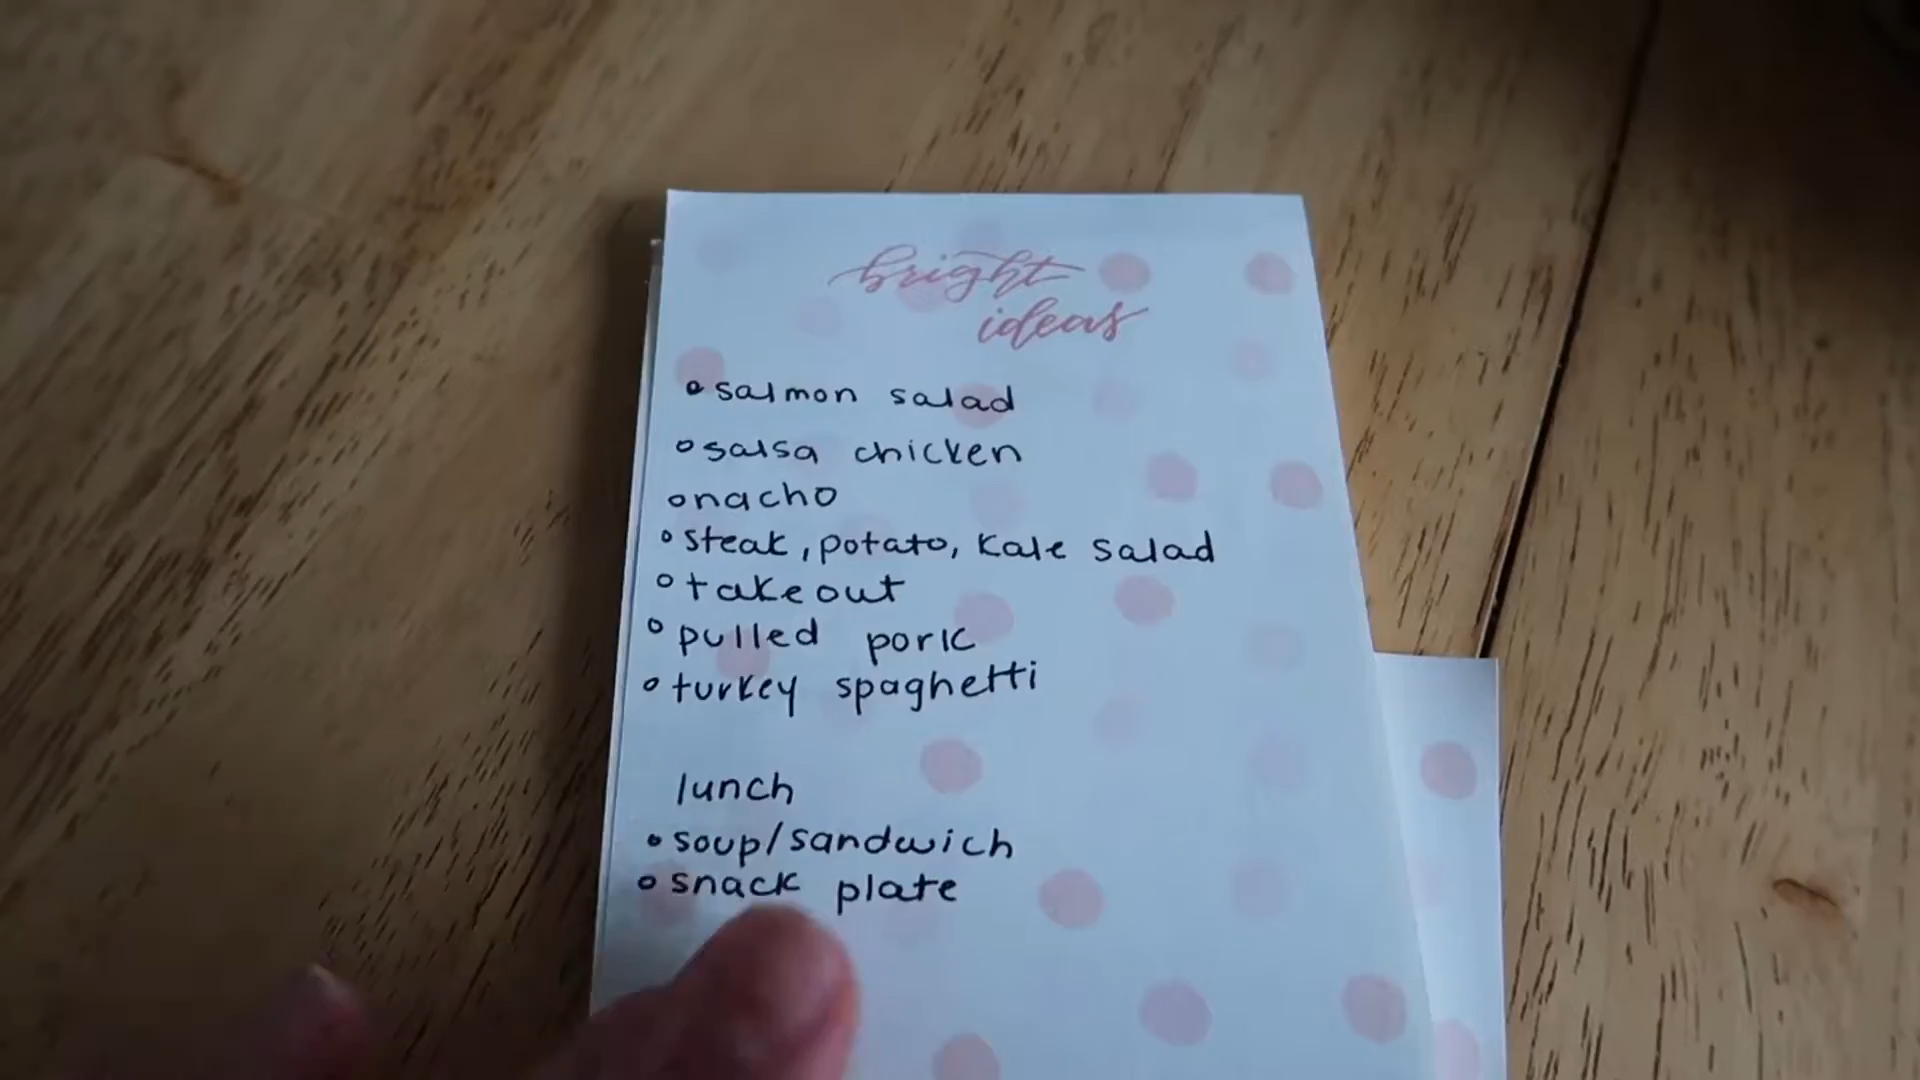 bright
ideas
° salmon salad
° salsa chicken
° nacho
° steak, potato, kale salad
° takeout
° pulled pork
° turkey spaghetti
lunch
° soup/sandwich
° snack plate